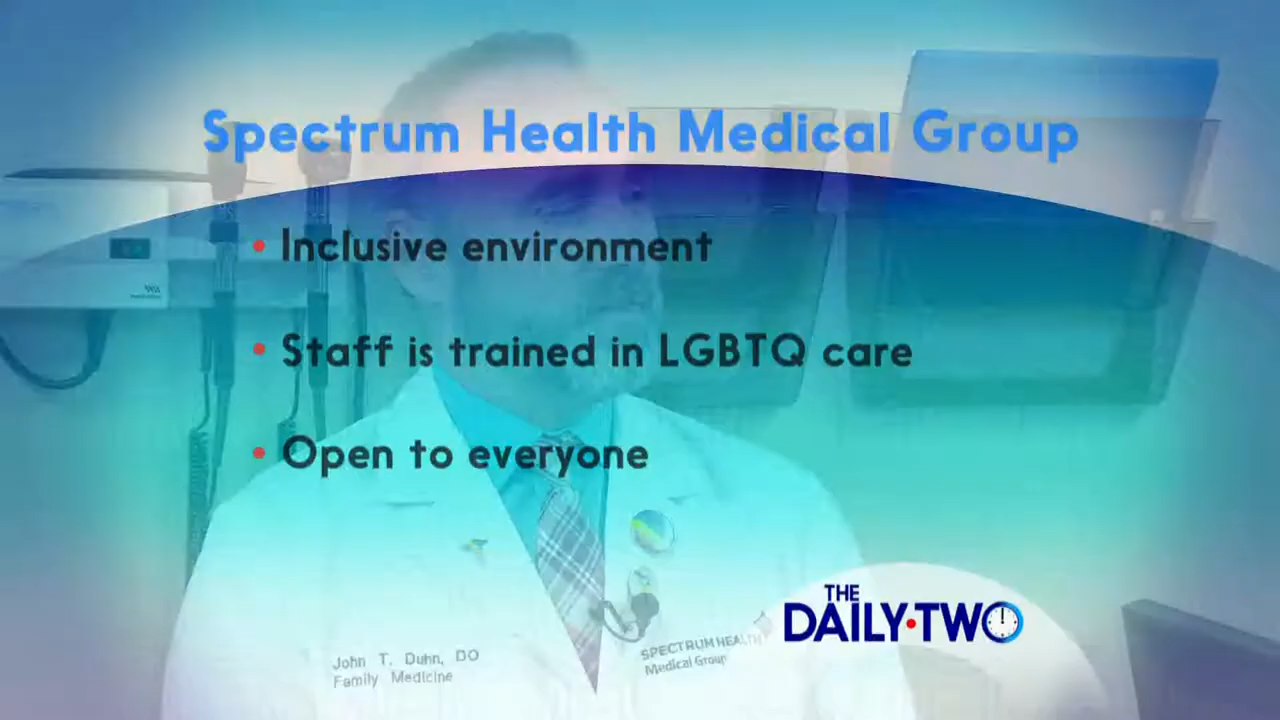 Spectrum Health Medical Group
• Inclusive environment
• Staff is trained in LGBTQ care
• Open to everyone
THE
DAILY•TWO
John T. Duhn, DO
Family Medicine
SPECTRUM HEALTH
Medical Group
WA